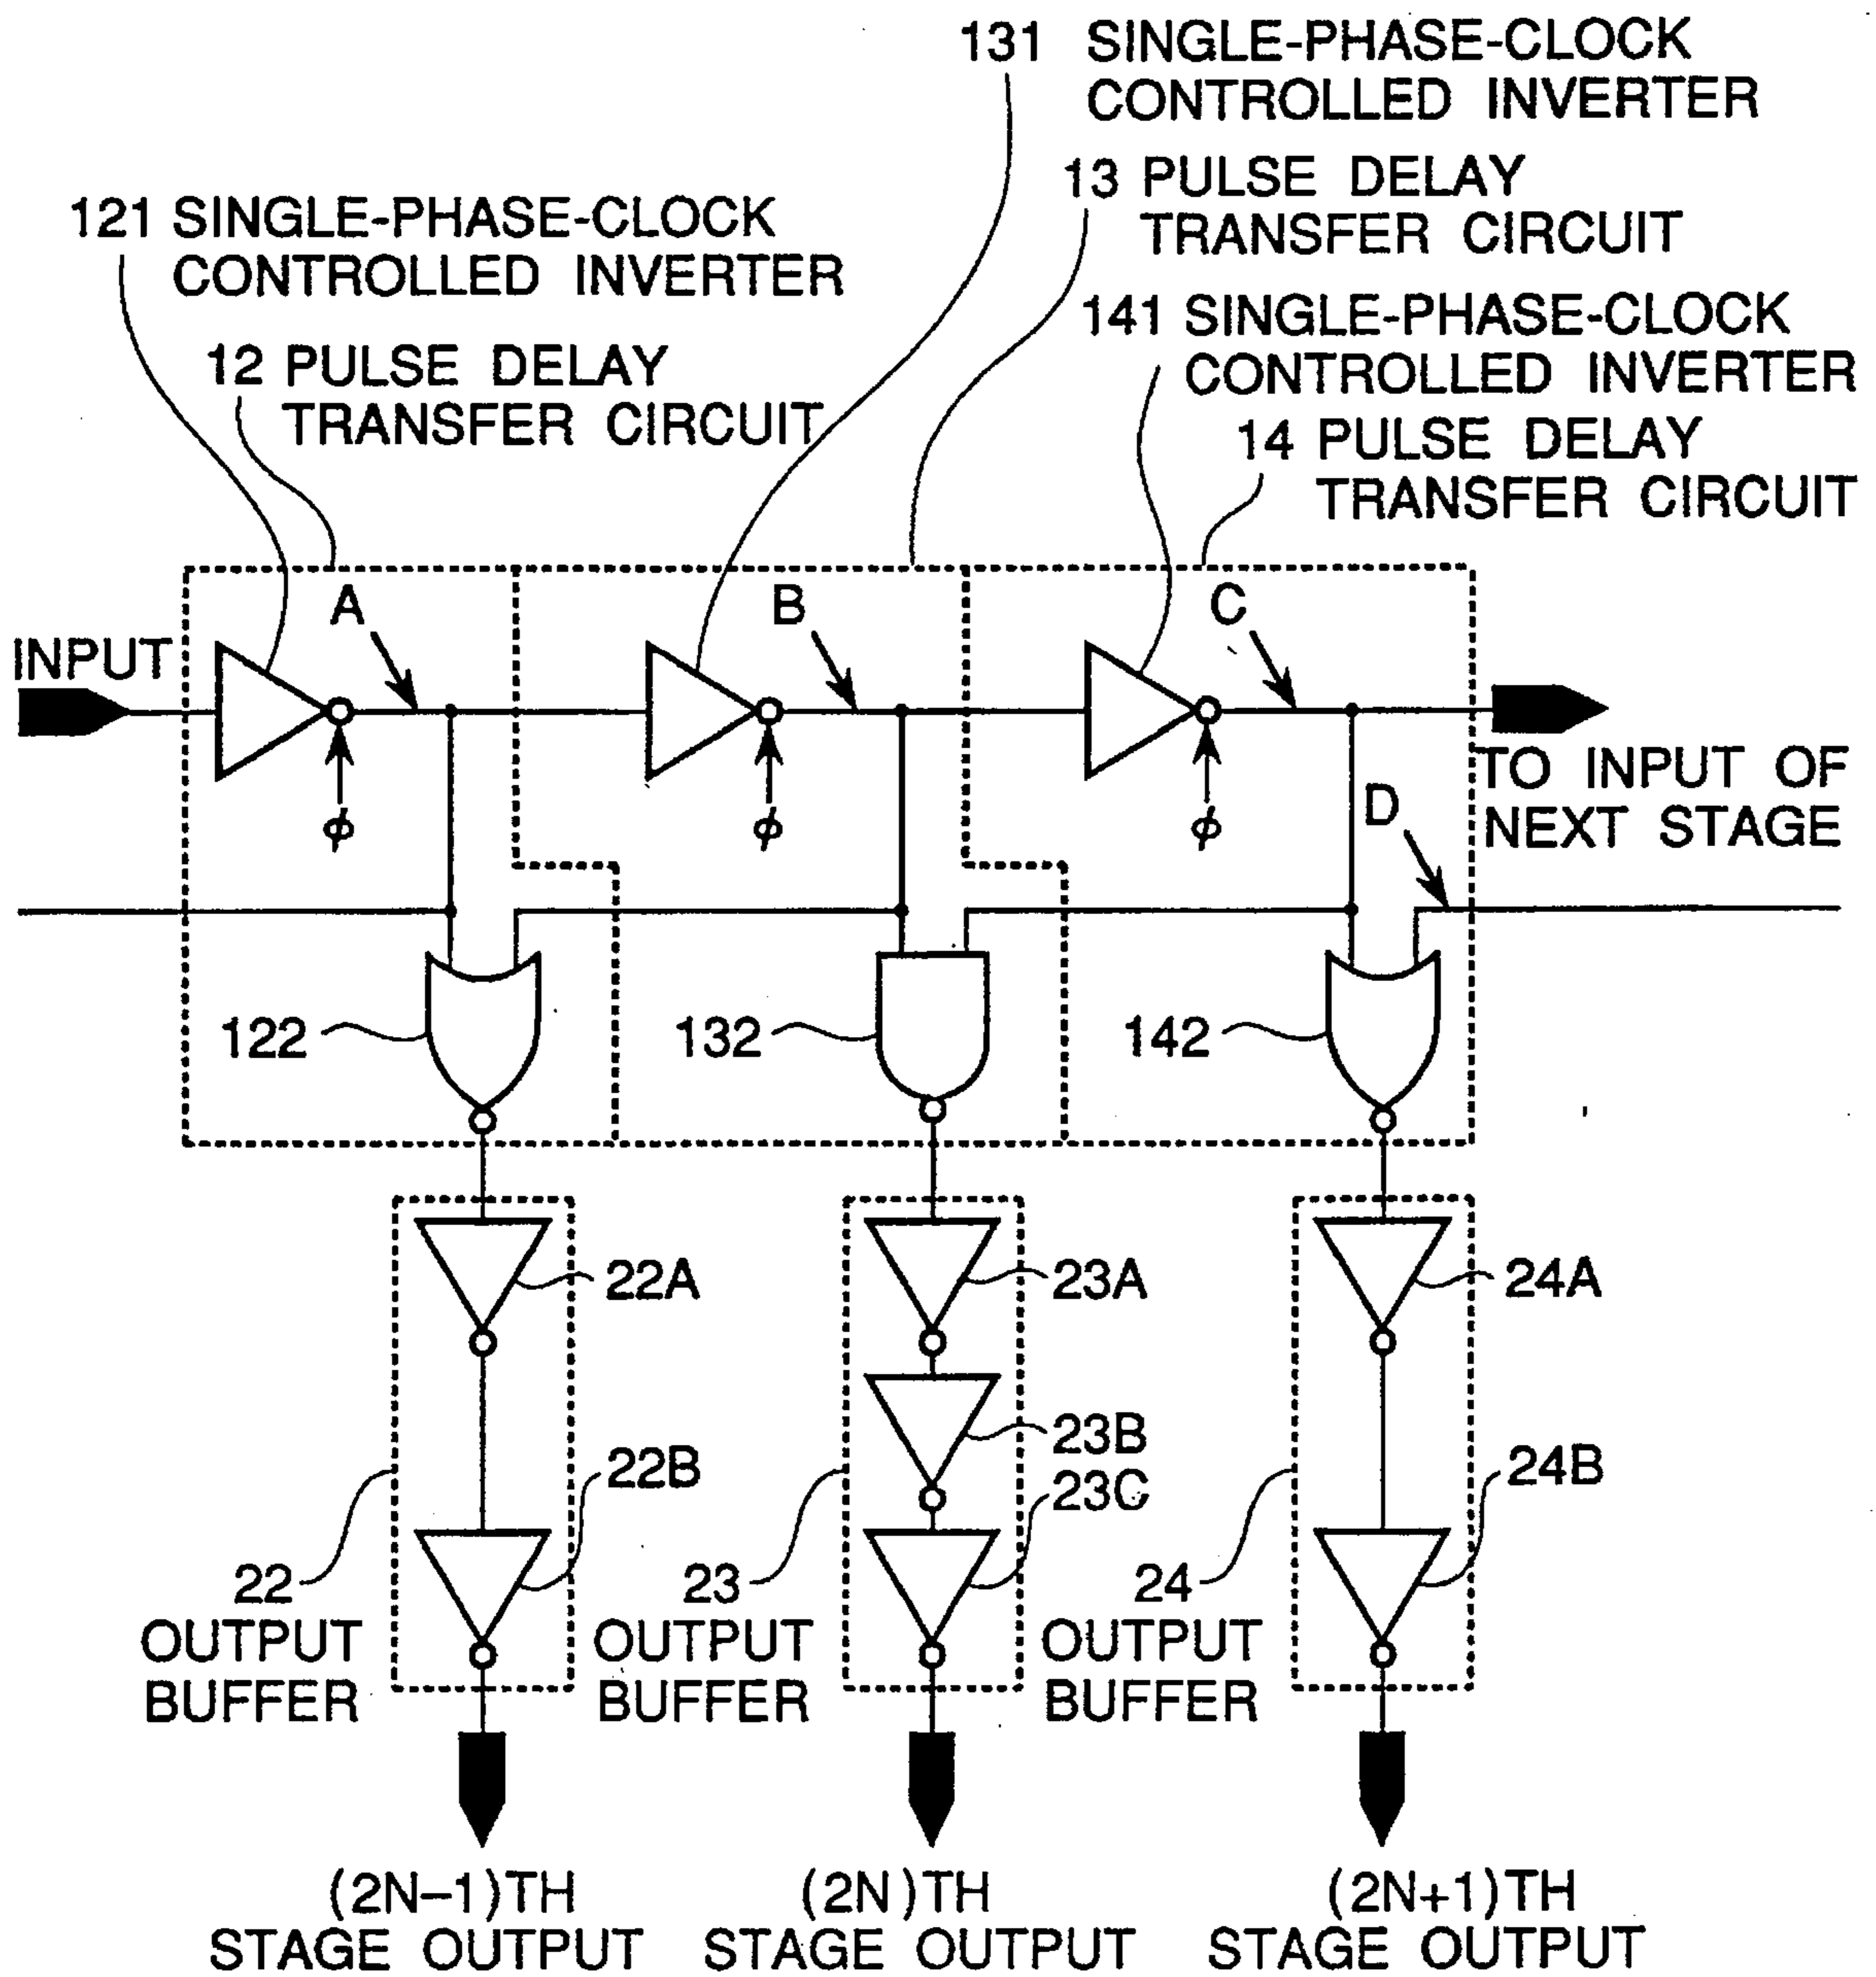 131 SINGLE-PHASE-CLOCK
CONTROLLED INVERTER
13 PULSE DELAY
TRANSFER CIRCUIT
121 SINGLE-PHASE-CLOCK
CONTROLLED INVERTER
141 SINGLE-PHASE-CLOCK
CONTROLLED INVERTER
12 PULSE DELAY
TRANSFER CIRCUIT
14 PULSE DELAY
TRANSFER CIRCUIT
A
B
C
INPUT
TO INPUT OF
NEXT STAGE
D
ϕ
ϕ
ϕ
122
132
142
22A
23A
24A
23B
22B
23C
24B
22
OUTPUT
BUFFER
23
OUTPUT
BUFFER
24
OUTPUT
BUFFER
(2N–1)TH
STAGE OUTPUT
(2N)TH
STAGE OUTPUT
(2N+1)TH
STAGE OUTPUT